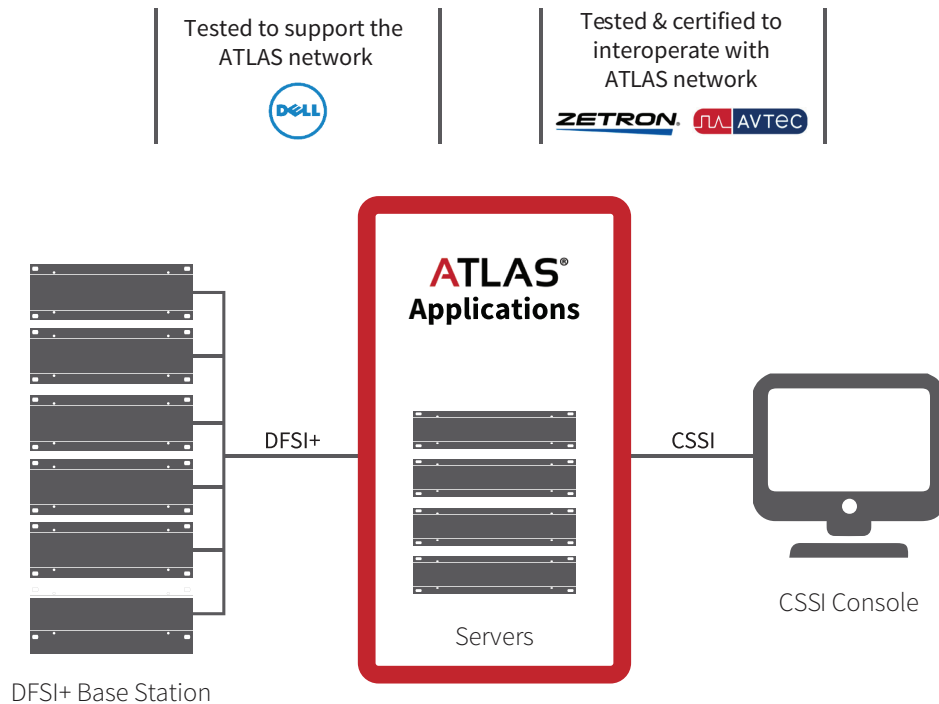 Tested to support the
ATLAS network
DELL
Tested & certified to
interoperate with
ATLAS network
ZETRON.
AVTEC
ATLAS®
Applications
DFSI+
CSSI
Servers
CSSI Console
DFSI+ Base Station